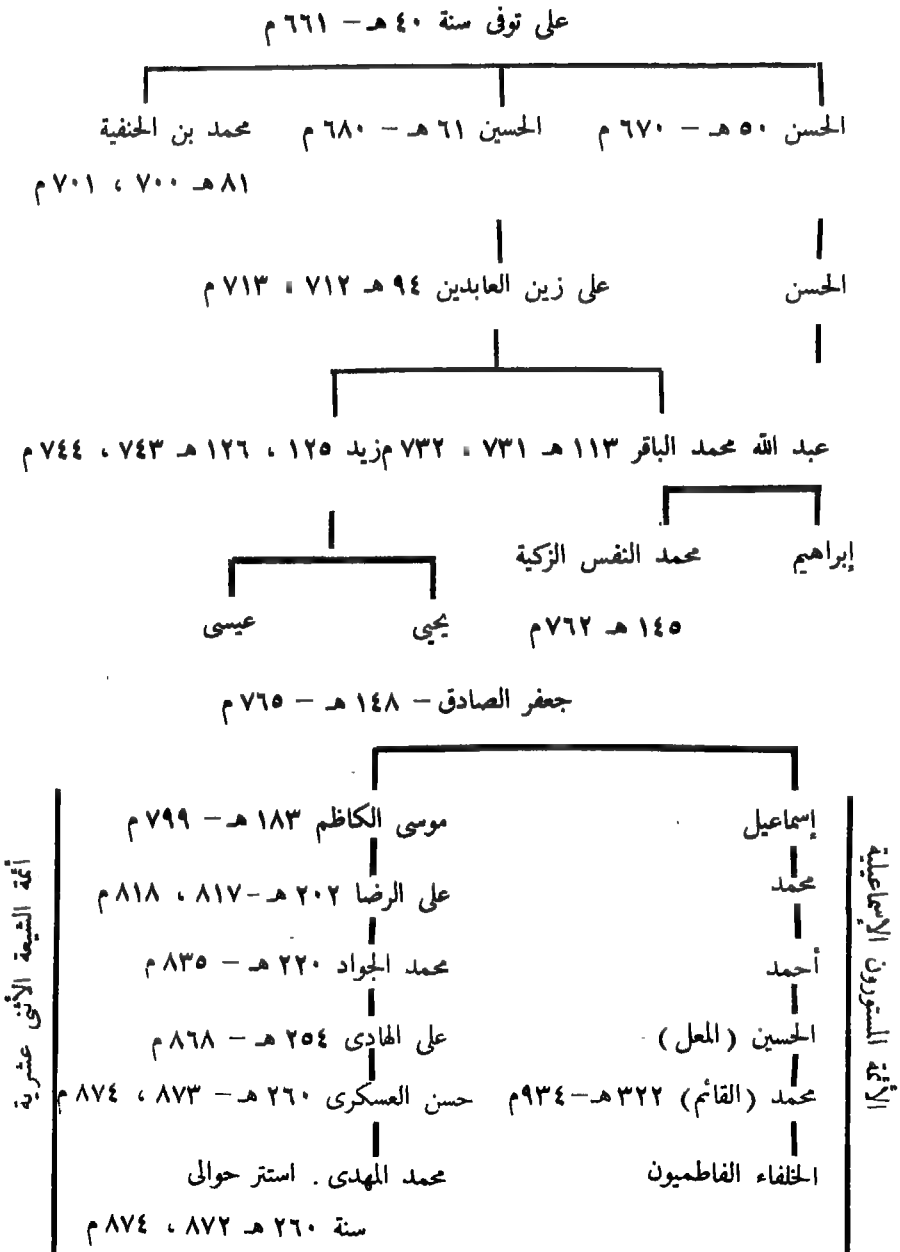 على توفى سنة ٤٠ هـ – ٦٦١ م
الحسن ٥٠ هـ – ٦٧٠ م الحسين ٦١ هـ – ٦٨٠ م محمد بن الحنفية
٨١ هـ ٧٠٠ ، ٧٠١ م
الحسن على زين العابدين ٩٤ هـ ٧١٢ ، ٧١٣ م
عبد الله محمد الباقر ١١٣ هـ ٧٣١ ، ٧٣٢ م زيد ١٢٥ ، ١٢٦ هـ ٧٤٣ ، ٧٤٤ م
إبراهيم محمد النفس الزكية
١٤٥ هـ ٧٦٢ م يحيى عيسى
جعفر الصادق – ١٤٨ هـ – ٧٦٥ م
إسماعيل موسى الكاظم ١٨٣ هـ – ٧٩٩ م
محمد على الرضا ٢٠٢ هـ – ٨١٧ ، ٨١٨ م
أحمد محمد الجواد ٢٢٠ هـ – ٨٣٥ م
الحسين (المعل) على الهادى ٢٥٤ هـ – ٨٦٨ م
محمد (القائم) ٣٢٢ هـ – ٩٣٤ م حسن العسكرى ٢٦٠ هـ – ٨٧٣ ، ٨٧٤ م
الخلفاء الفاطميون محمد المهدى . استتر حوالى
سنة ٢٦٠ هـ ٨٧٢ ، ٨٧٤ م
الأئمة المستورون الإسماعيلية
أئمة الشيعة الأثنى عشرية